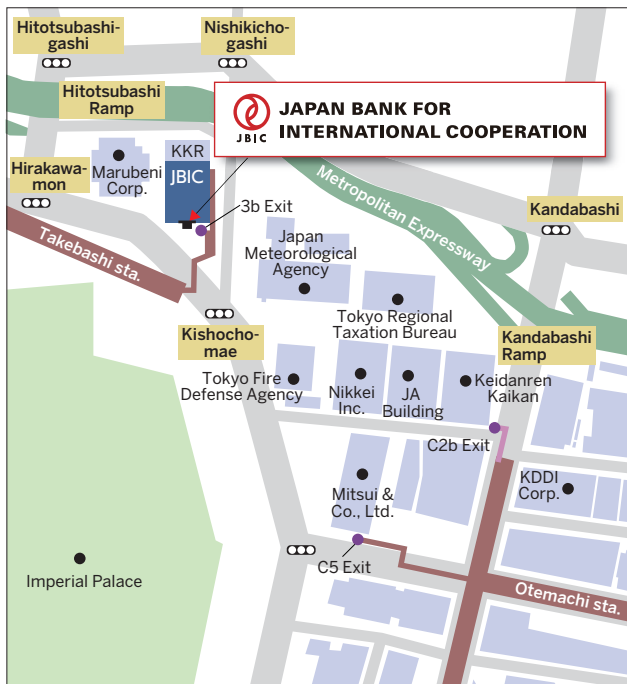 Hitotsubashi-
gashi
Nishikicho-
gashi
Hitotsubashi
Ramp
JBIC
JAPAN BANK FOR
INTERNATIONAL COOPERATION
KKR
JBIC
Marubeni
Corp.
Hirakawa-
mon
3b Exit
Metropolitan Expressway
Kandabashi
Takebashi sta.
Japan
Meteorological
Agency
Tokyo Regional
Taxation Bureau
Kishocho-
mae
Kandabashi
Ramp
Tokyo Fire
Defense Agency
Nikkei
Inc.
JA
Building
Keidanren
Kaikan
C2b Exit
Mitsui &
Co., Ltd.
KDDI
Corp.
C5 Exit
Imperial Palace
Otemachi sta.